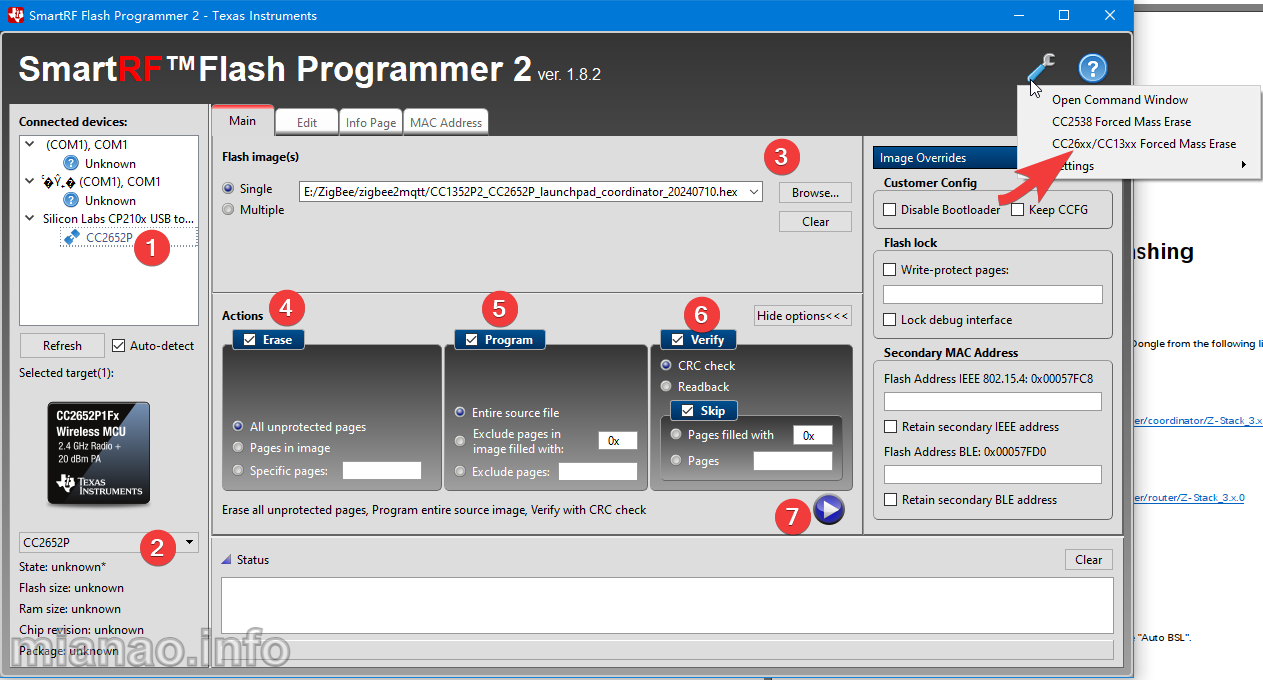 SmartRF Flash Programmer 2 - Texas Instruments
SmartRF™Flash Programmer 2 ver. 1.8.2
Open Command Window
CC2538 Forced Mass Erase
CC26xx/CC13xx Forced Mass Erase
ettings
Connected devices:
(COM1), COM1
Unknown
(COM1), COM1
Unknown
Silicon Labs CP210x USB to...
CC2652P
1
Refresh
Auto-detect
Selected target(1):
CC2652P1Fx
Wireless MCU
2.4 GHz Radio +
20 dBm PA
TEXAS
INSTRUMENTS
CC2652P
2
State: unknown*
Flash size: unknown
Ram size: unknown
Chip revision: unknown
Package: unknown
Main Edit Info Page MAC Address
Flash image(s)
3
Single E:/ZigBee/zigbee2mqtt/CC1352P2_CC2652P_launchpad_coordinator_20240710.hex Browse...
Multiple Clear
Actions 4 5 6 Hide options<<<
Erase Program Verify
All unprotected pages
Pages in image
Specific pages:
Entire source file
Exclude pages in
image filled with: 0x
Exclude pages:
CRC check
Readback
Skip
Pages filled with 0x
Pages
Erase all unprotected pages, Program entire source image, Verify with CRC check
7
Image Overrides
Customer Config
Disable Bootloader Keep CCFG
Flash lock
Write-protect pages:
Lock debug interface
Secondary MAC Address
Flash Address IEEE 802.15.4: 0x00057FC8
Retain secondary IEEE address
Flash Address BLE: 0x00057FD0
Retain secondary BLE address
Status Clear
shing
Dongle from the following li
er/coordinator/Z-Stack_3.x
er/router/Z-Stack_3.x.0
"Auto BSL".
mianao.info